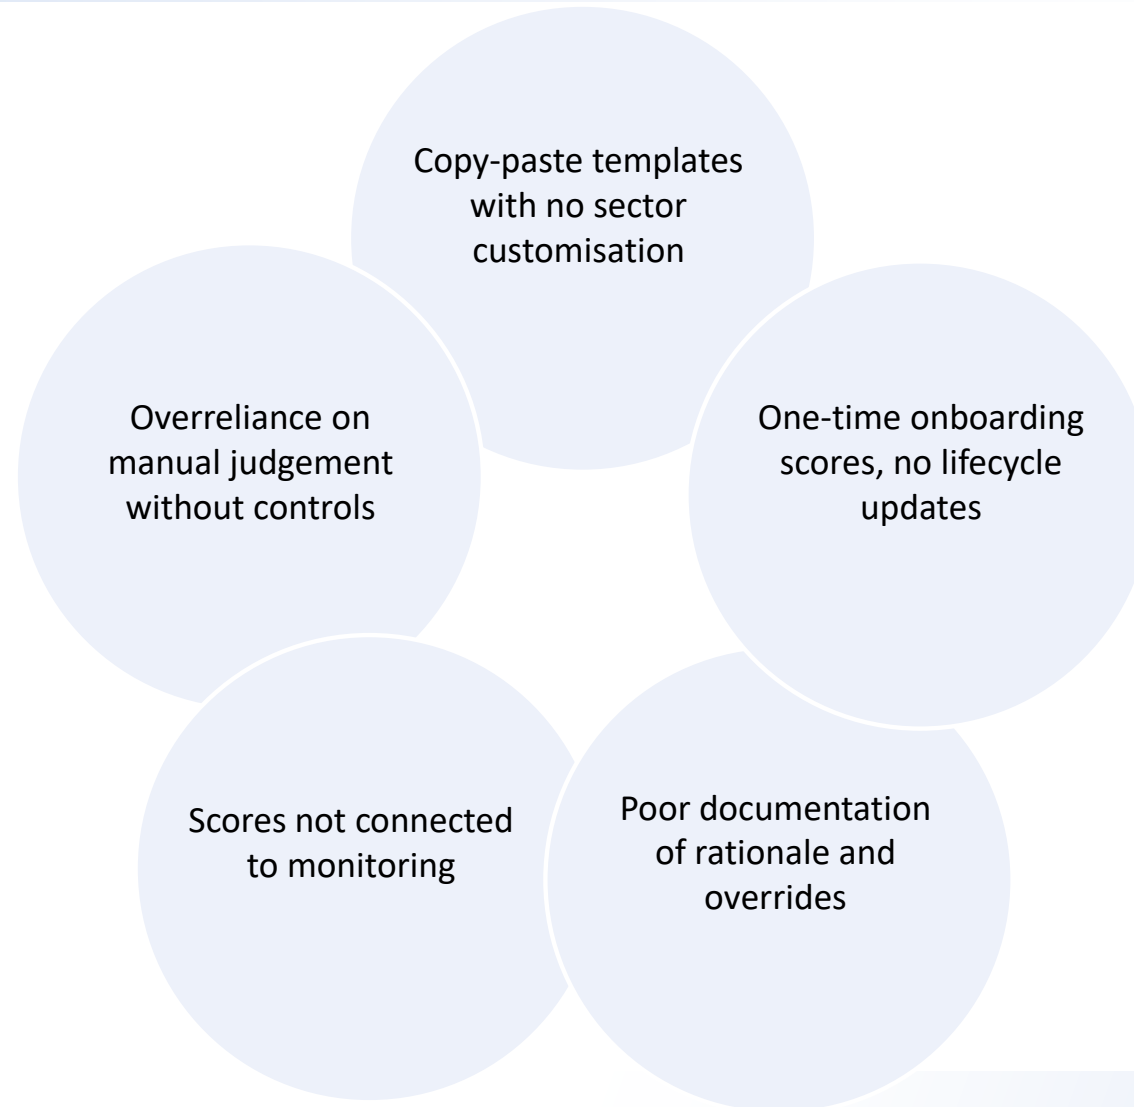 Copy-paste templates
with no sector
customisation
One-time onboarding
scores, no lifecycle
updates
Poor documentation
of rationale and
overrides
Scores not connected
to monitoring
Overreliance on
manual judgement
without controls